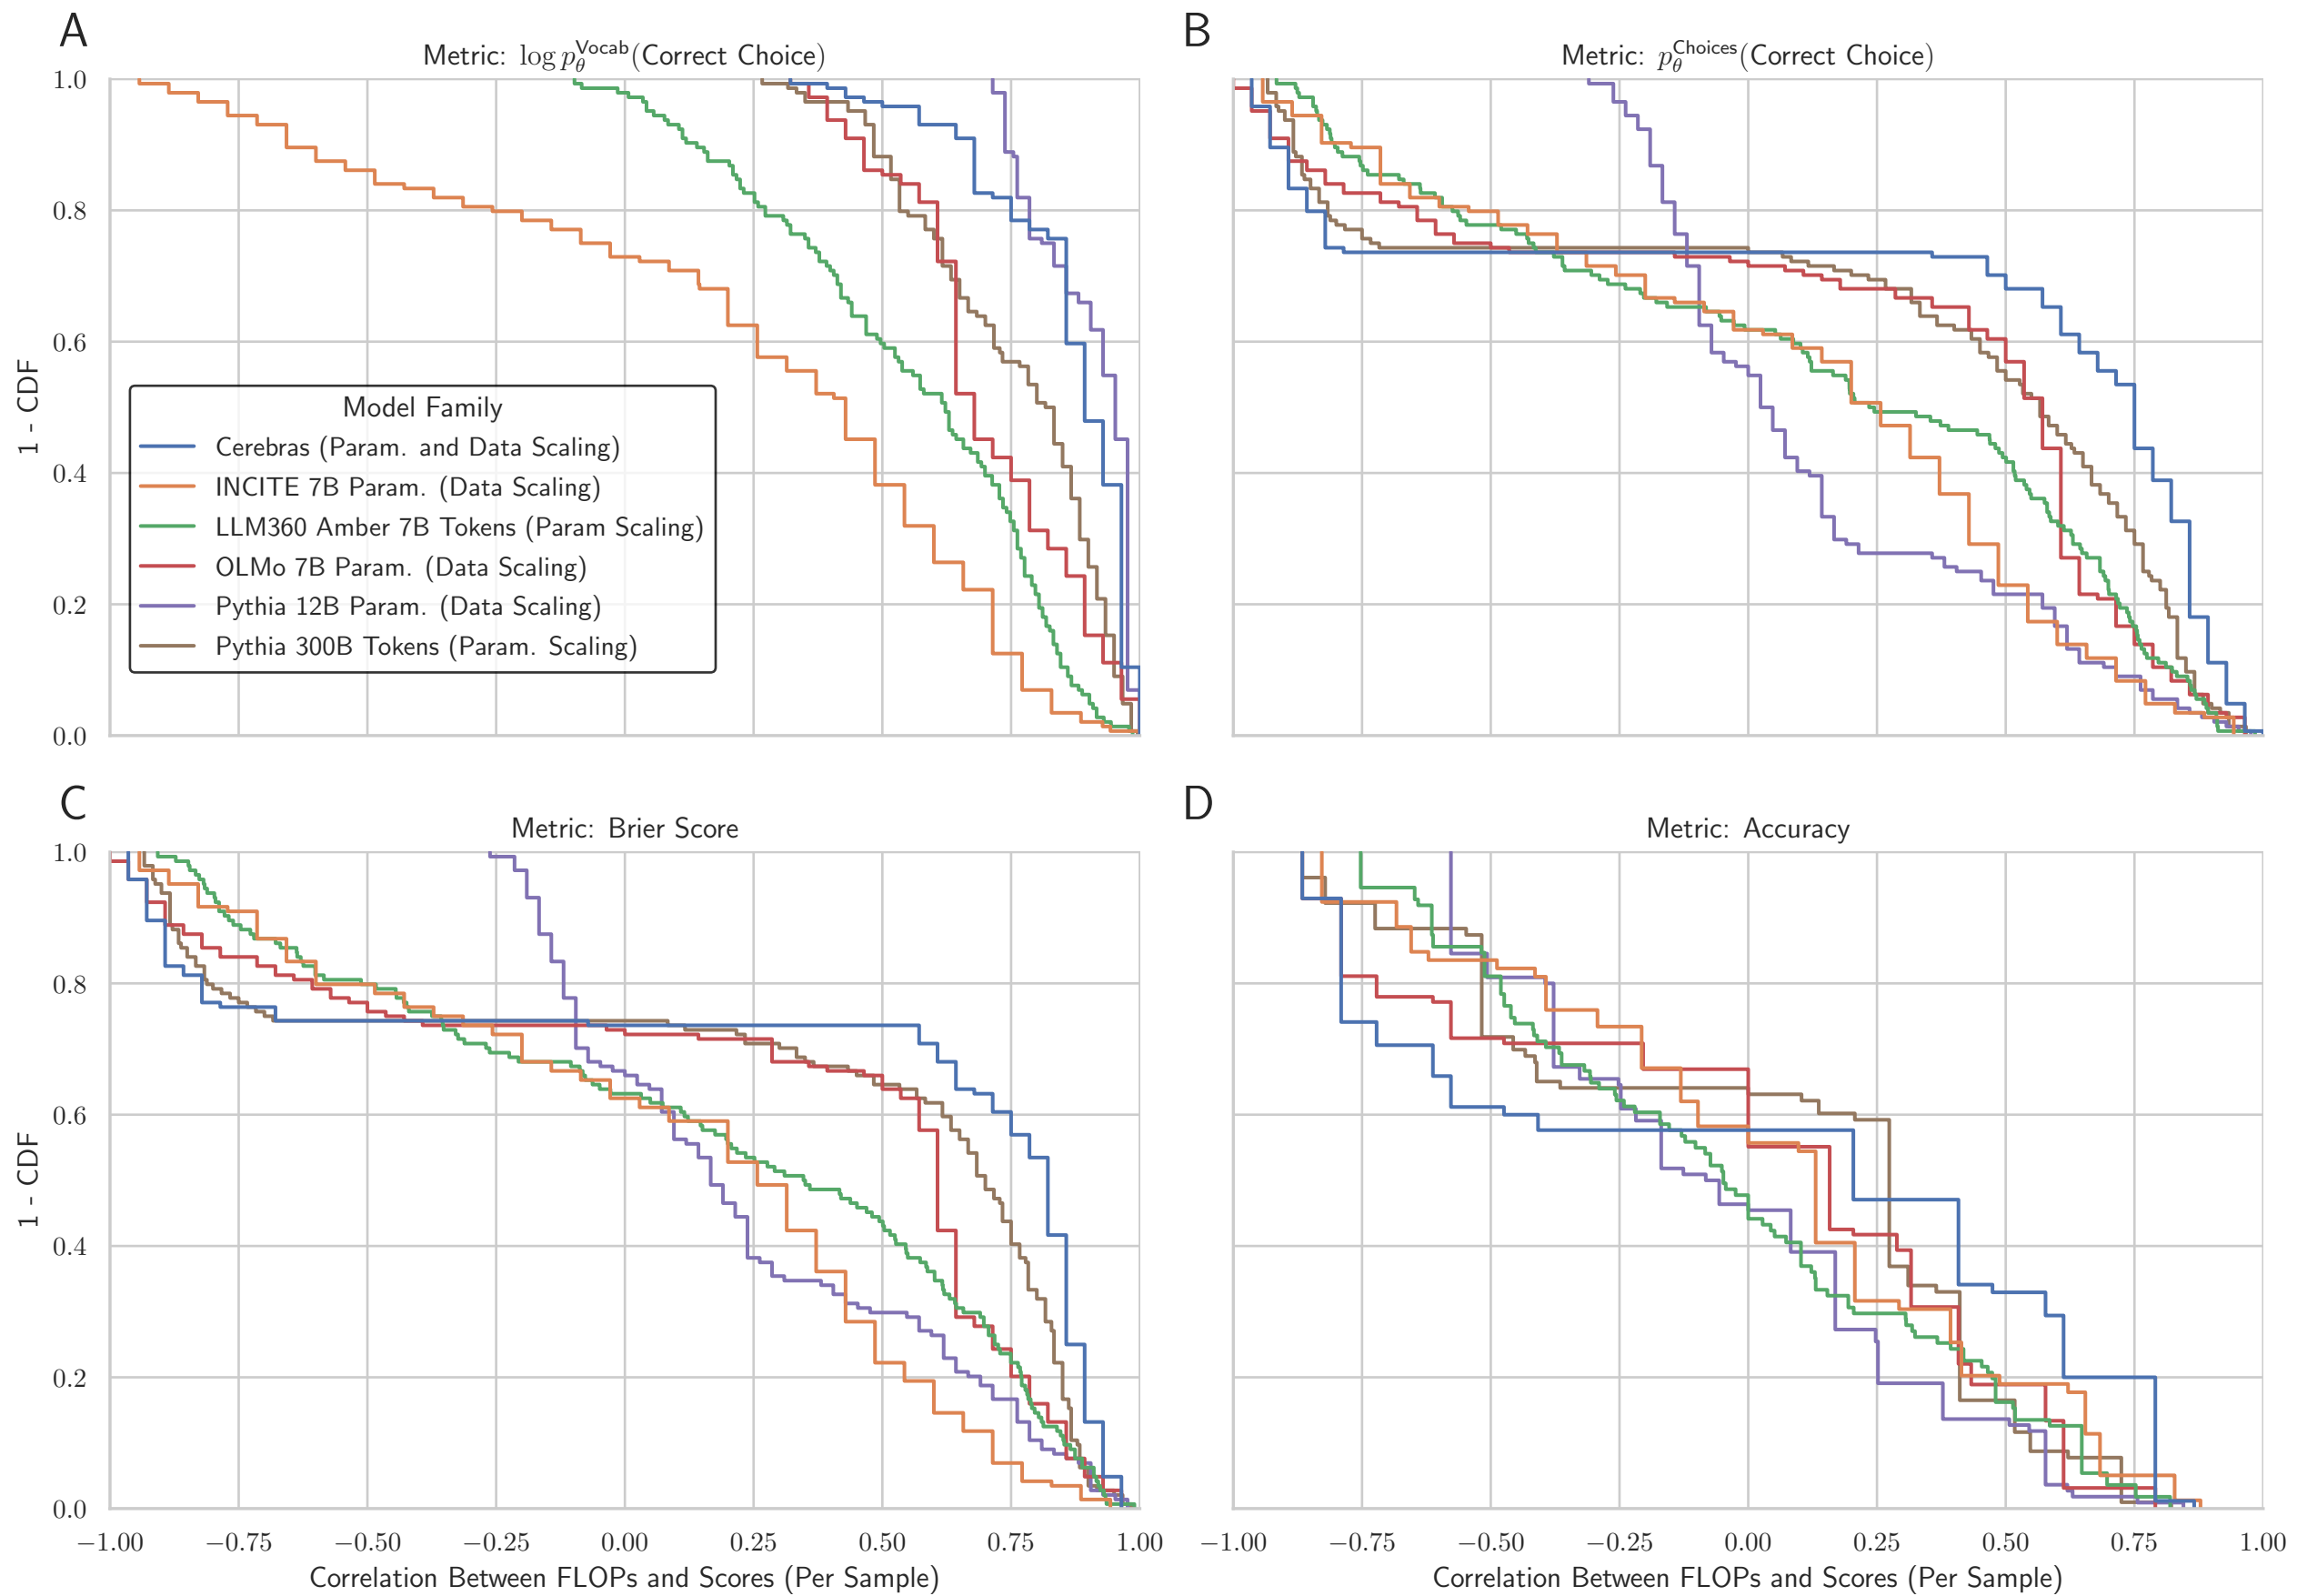 A
Metric: log p_θ^Vocab(Correct Choice)
B
Metric: p_θ^Choices(Correct Choice)
1.0
0.8
0.6
0.4
0.2
0.0
1 - CDF
Model Family
Cerebras (Param. and Data Scaling)
INCITE 7B Param. (Data Scaling)
LLM360 Amber 7B Tokens (Param Scaling)
OLMo 7B Param. (Data Scaling)
Pythia 12B Param. (Data Scaling)
Pythia 300B Tokens (Param. Scaling)
C
Metric: Brier Score
D
Metric: Accuracy
1.0
0.8
0.6
0.4
0.2
0.0
1 - CDF
−1.00 −0.75 −0.50 −0.25 0.00 0.25 0.50 0.75 1.00
Correlation Between FLOPs and Scores (Per Sample)
−1.00 −0.75 −0.50 −0.25 0.00 0.25 0.50 0.75 1.00
Correlation Between FLOPs and Scores (Per Sample)